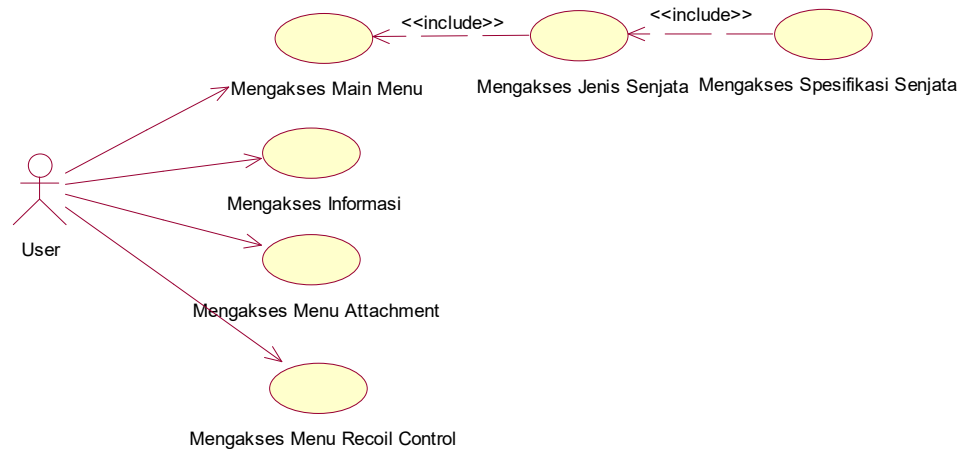 <<include>>
<<include>>
Mengakses Main Menu
Mengakses Jenis Senjata
Mengakses Spesifikasi Senjata
Mengakses Informasi
User
Mengakses Menu Attachment
Mengakses Menu Recoil Control